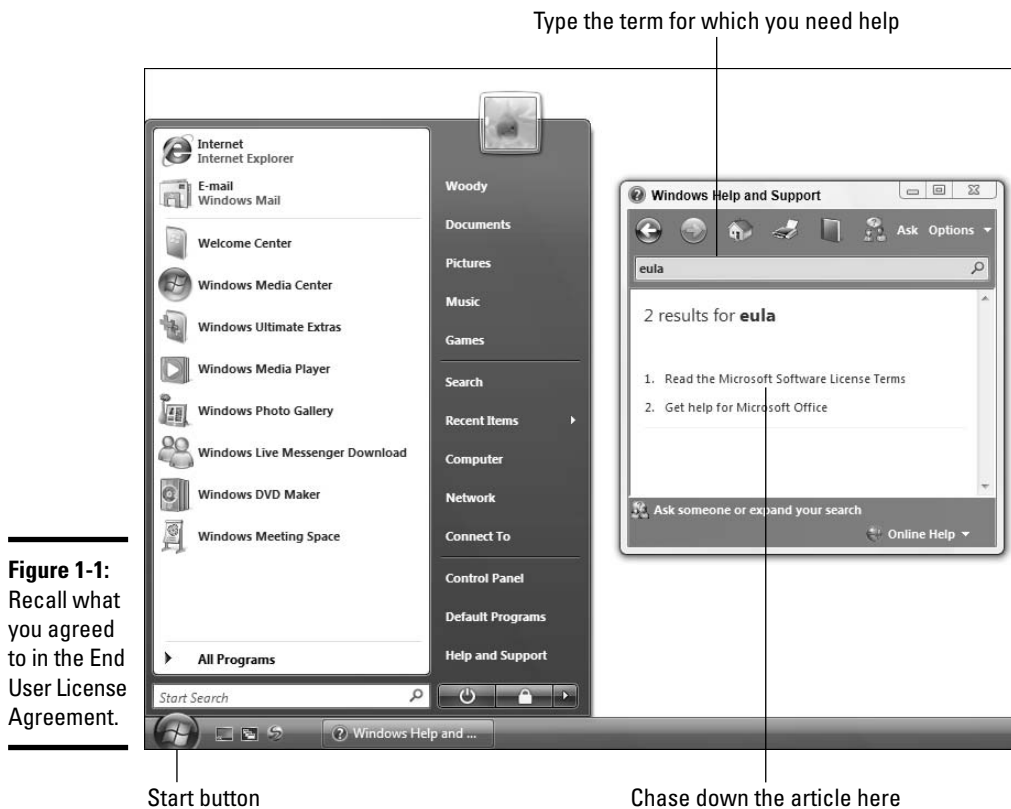 Type the term for which you need help
Internet
Internet Explorer
E-mail
Windows Mail
Welcome Center
Windows Media Center
Windows Ultimate Extras
Windows Media Player
Windows Photo Gallery
Windows Live Messenger Download
Windows DVD Maker
Windows Meeting Space
All Programs
Start Search
Woody
Documents
Pictures
Music
Games
Search
Recent Items
Computer
Network
Connect To
Control Panel
Default Programs
Help and Support
Windows Help and Support
Ask Options
eula
2 results for eula
1. Read the Microsoft Software License Terms
2. Get help for Microsoft Office
Ask someone or expand your search
Online Help
Windows Help and ...
Figure 1-1:
Recall what
you agreed
to in the End
User License
Agreement.
Start button
Chase down the article here